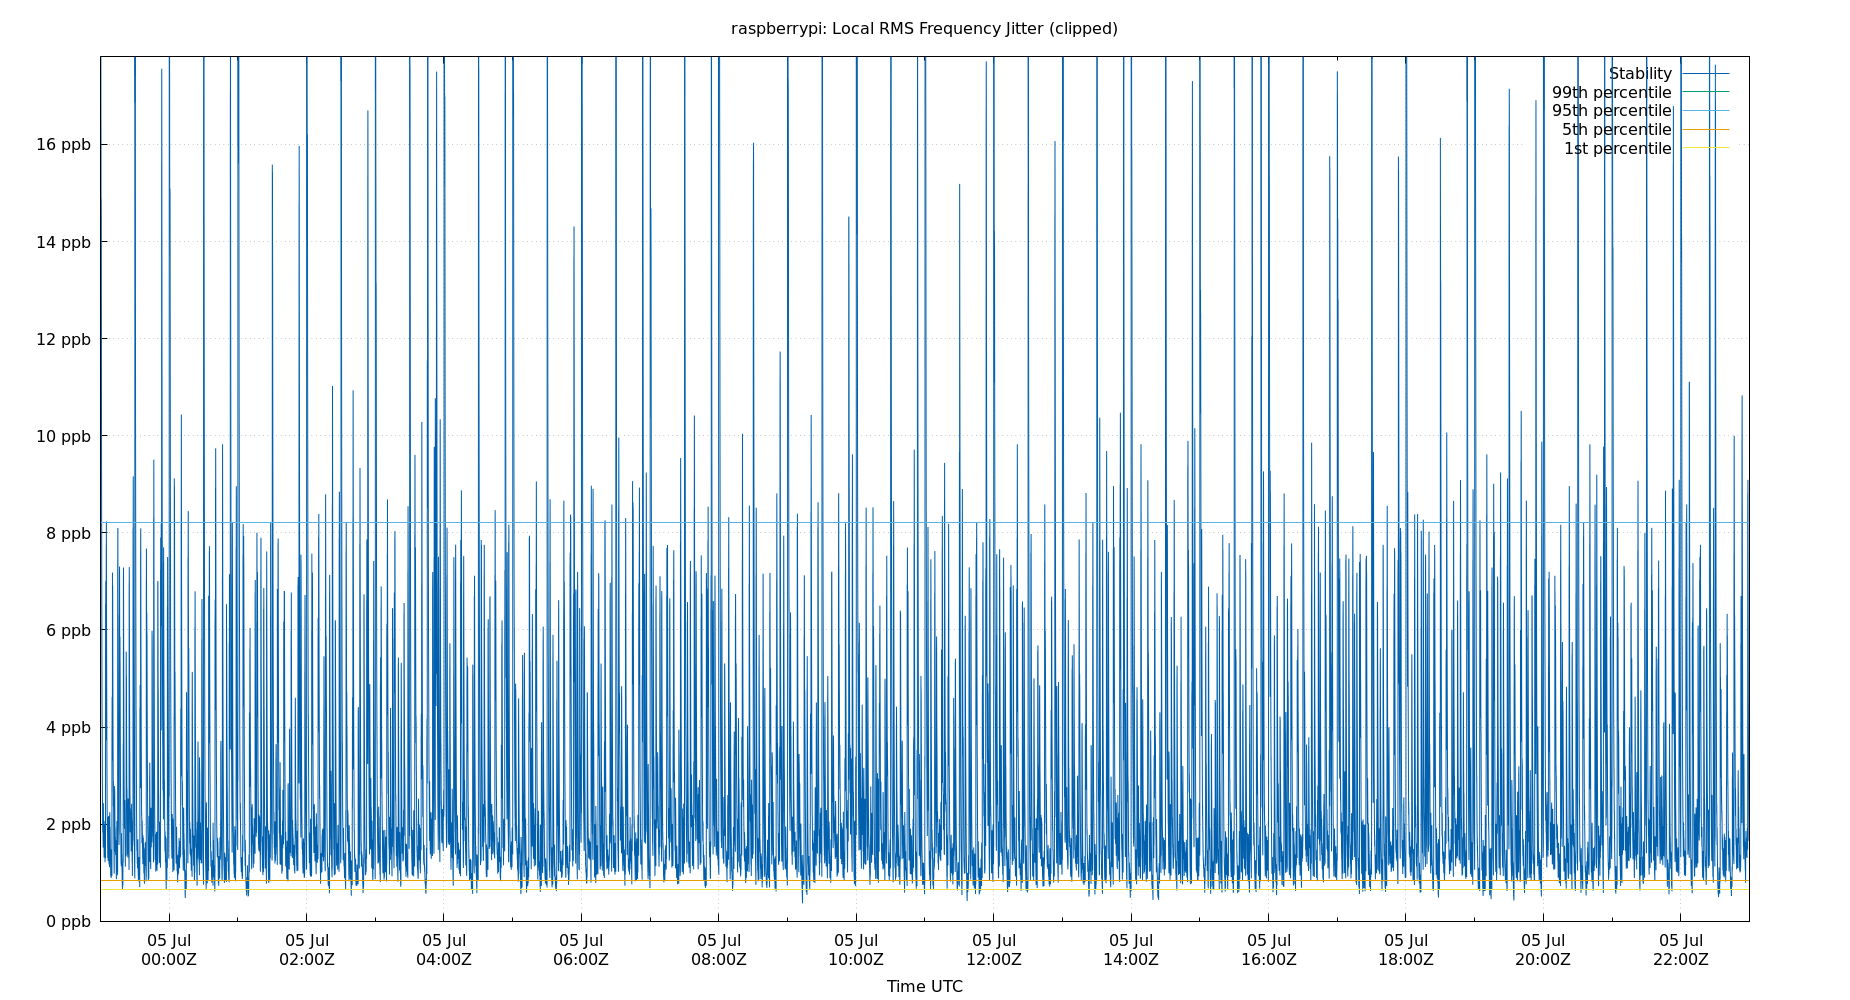 raspberrypi: Local RMS Frequency Jitter (clipped)
Stability
99th percentile
95th percentile
5th percentile
1st percentile
16 ppb
14 ppb
12 ppb
10 ppb
8 ppb
6 ppb
4 ppb
2 ppb
0 ppb
05 Jul 05 Jul 05 Jul 05 Jul 05 Jul 05 Jul 05 Jul 05 Jul 05 Jul 05 Jul 05 Jul 05 Jul
00:00Z 02:00Z 04:00Z 06:00Z 08:00Z 10:00Z 12:00Z 14:00Z 16:00Z 18:00Z 20:00Z 22:00Z
Time UTC